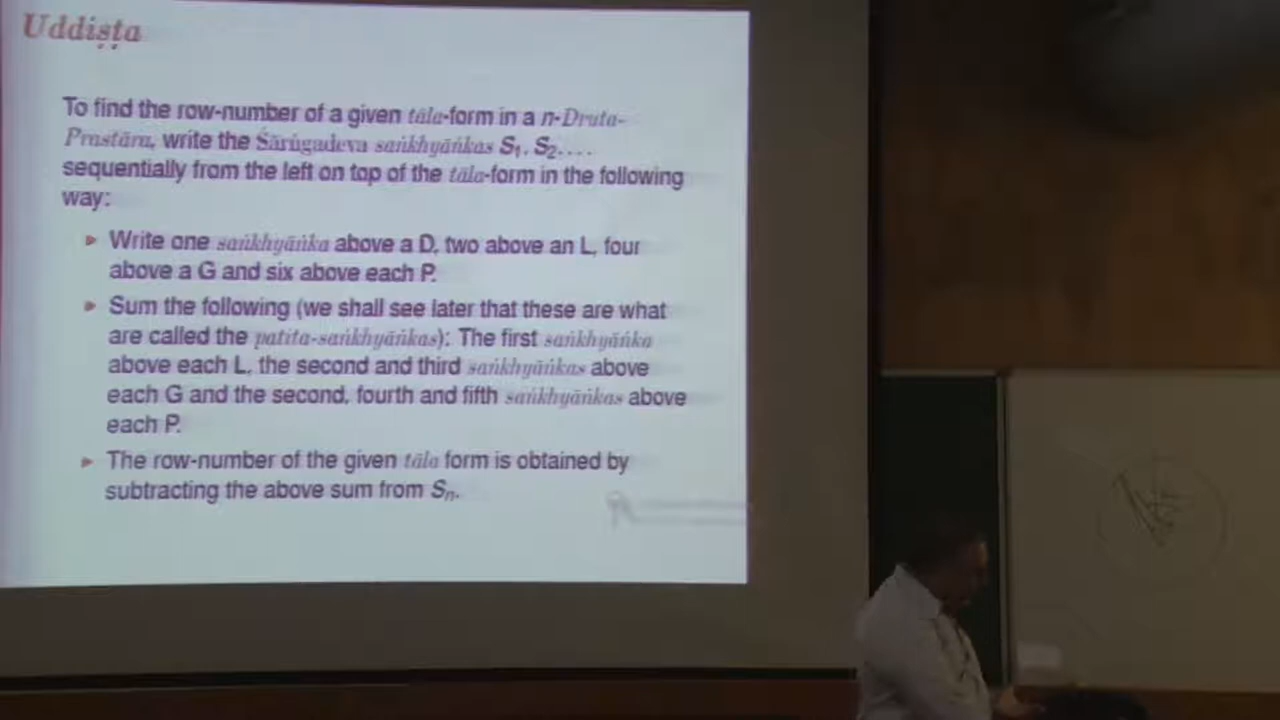 Uddiṣṭa
To find the row-number of a given tāla-form in a n-Druta-
Prastāra, write the Śārṅgadeva saṅkhyāṅkas S₁, S₂....
sequentially from the left on top of the tāla-form in the following
way:
Write one saṅkhyāṅka above a D, two above an L, four
above a G and six above each P.
Sum the following (we shall see later that these are what
are called the patita-saṅkhyāṅkas): The first saṅkhyāṅka
above each L, the second and third saṅkhyāṅkas above
each G and the second, fourth and fifth saṅkhyāṅkas above
each P.
The row-number of the given tāla form is obtained by
subtracting the above sum from Sₙ.